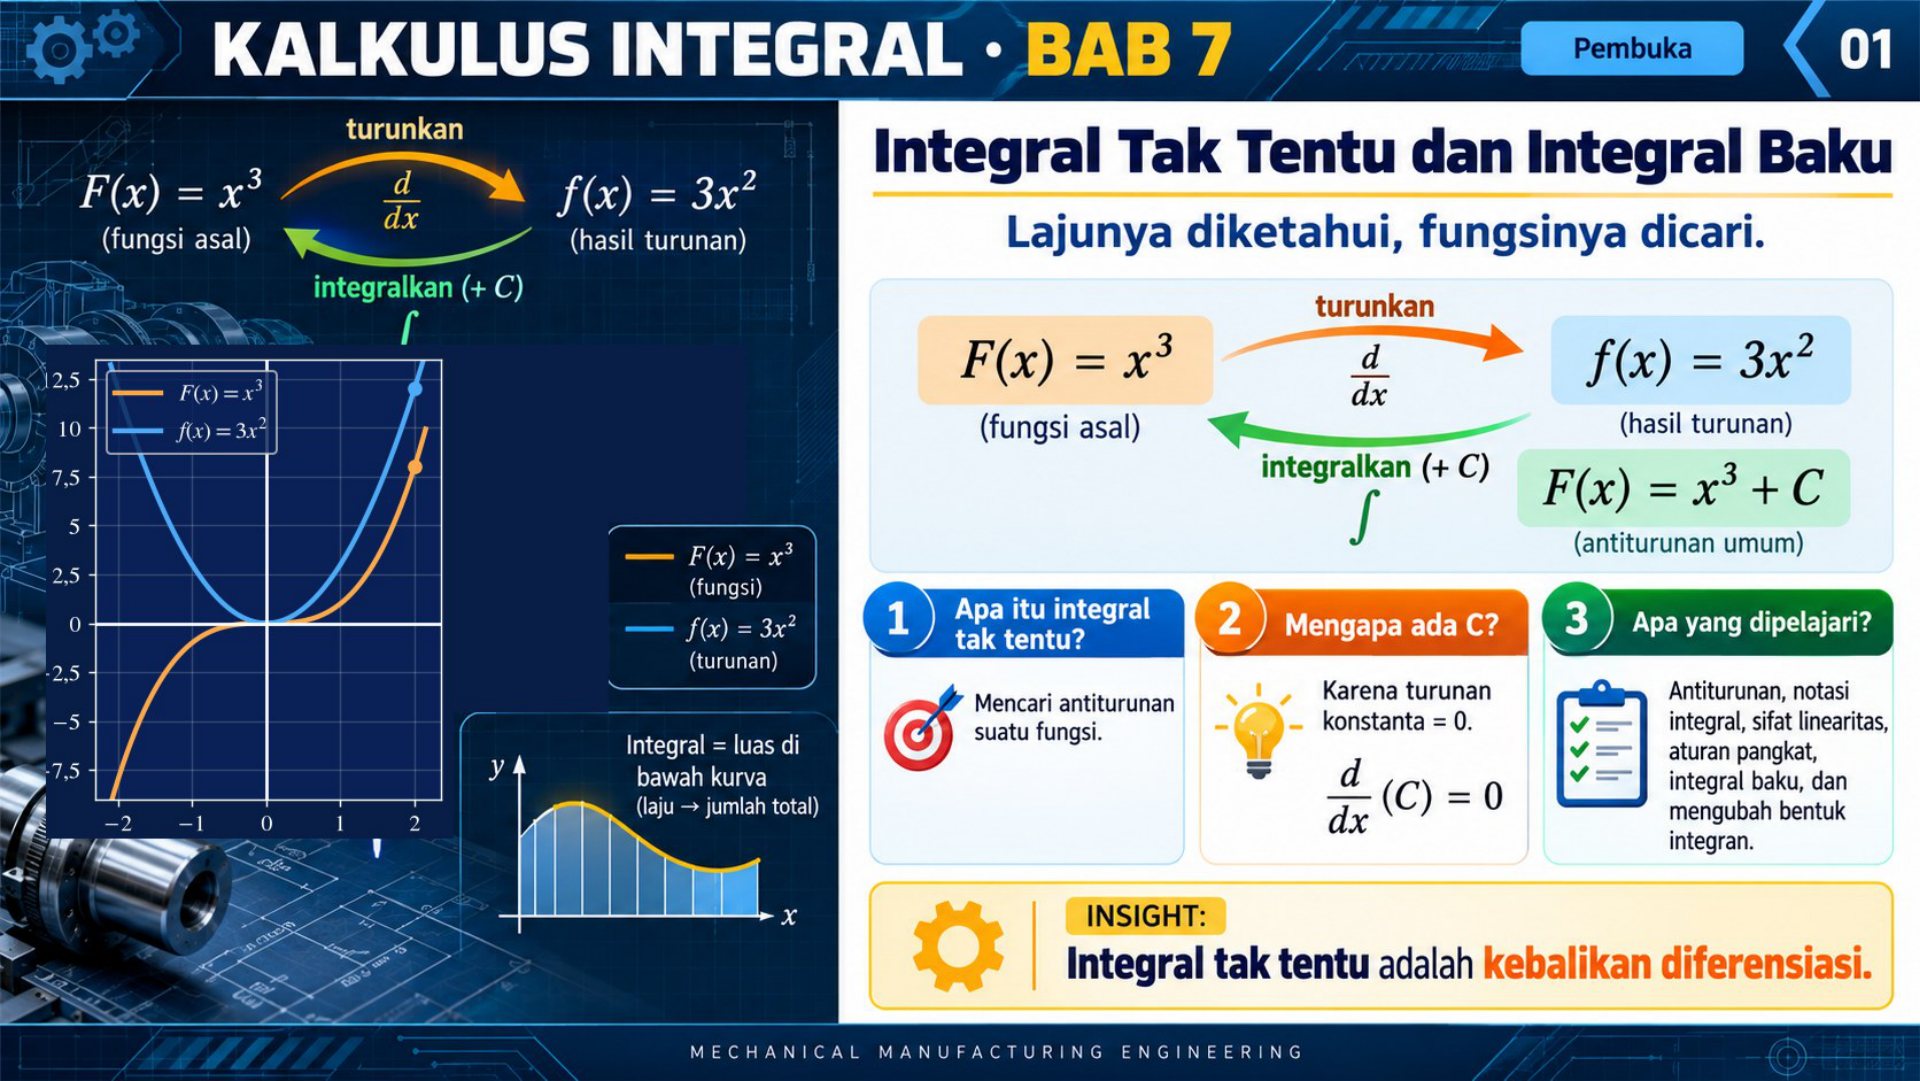 KALKULUS INTEGRAL • BAB 7
Pembuka
01
turunkan
F(x) = x³
d/dx
f(x) = 3x²
(fungsi asal)
(hasil turunan)
integralkan (+ C)
∫
F(x) = x³
f(x) = 3x²
12,5
10
7,5
5
2,5
0
-2,5
−5
-7,5
−2
−1
0
1
2
F(x) = x³
(fungsi)
f(x) = 3x²
(turunan)
Integral = luas di
bawah kurva
(laju → jumlah total)
y
x
Integral Tak Tentu dan Integral Baku
Lajunya diketahui, fungsinya dicari.
turunkan
F(x) = x³
d/dx
f(x) = 3x²
(fungsi asal)
(hasil turunan)
integralkan (+ C)
∫
F(x) = x³ + C
(antiturunan umum)
1
Apa itu integral
tak tentu?
Mencari antiturunan
suatu fungsi.
2
Mengapa ada C?
Karena turunan
konstanta = 0.
d/dx (C) = 0
3
Apa yang dipelajari?
Antiturunan, notasi
integral, sifat linearitas,
aturan pangkat,
integral baku, dan
mengubah bentuk
integran.
INSIGHT:
Integral tak tentu adalah kebalikan diferensiasi.
MECHANICAL MANUFACTURING ENGINEERING